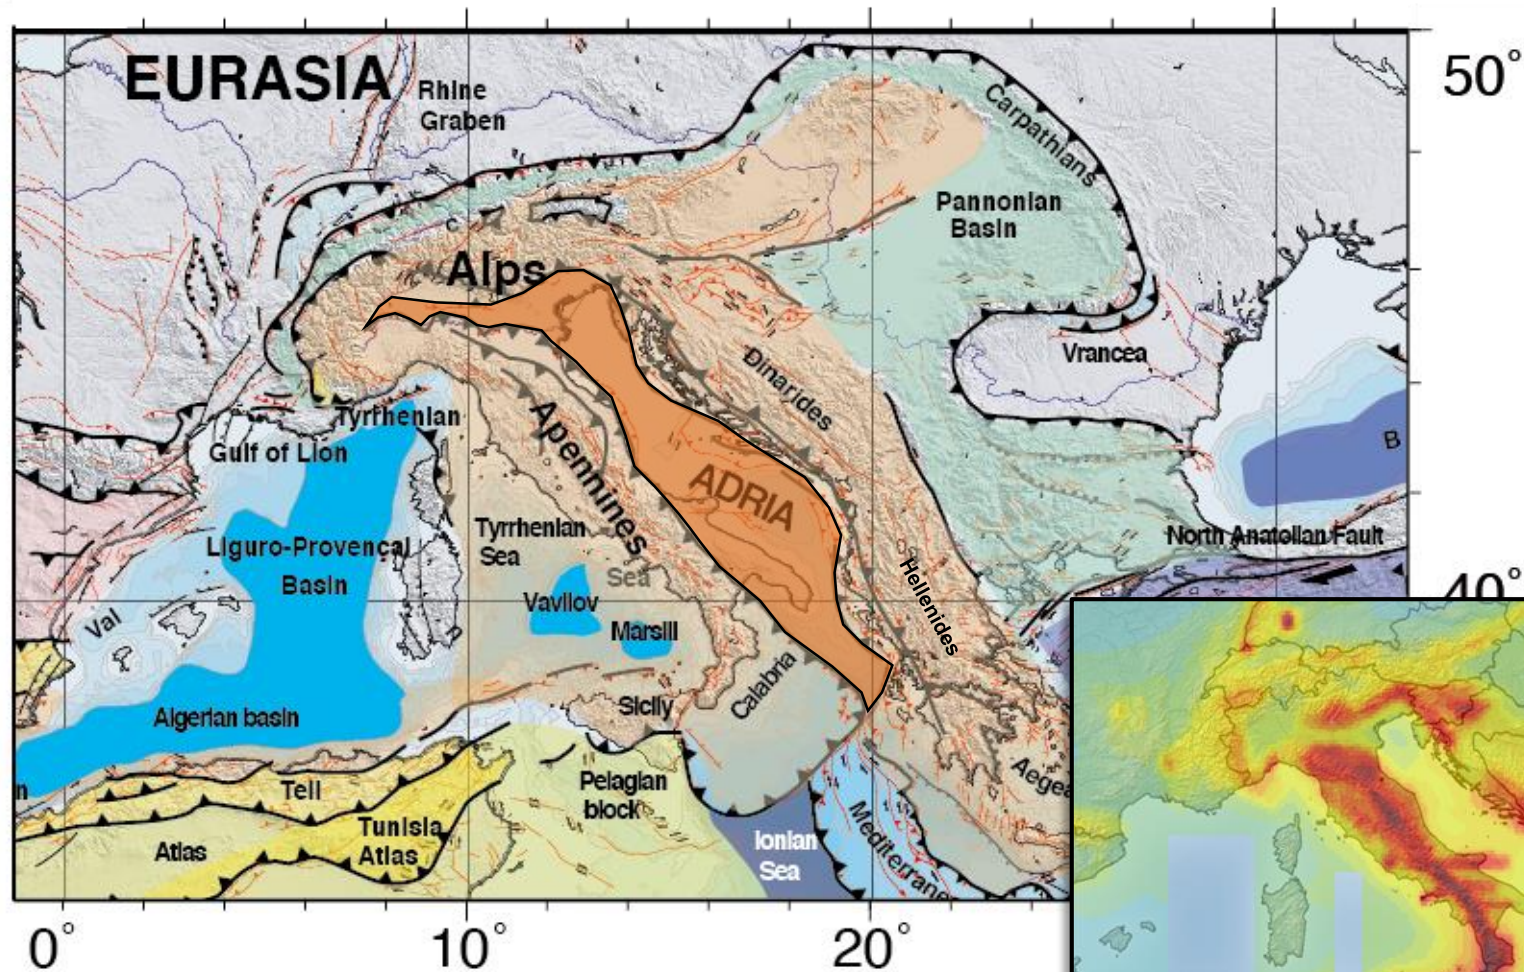 EURASIA
Rhine
Graben
50°
Carpathians
Pannonian
Basin
C
Alps
Vrancea
Dinarides
Tyrrhenian
Gulf of Lion
Apennines
B
ADRIA
Tyrrhenian
Sea
North Anatolian Fault
Liguro-Provençal
Basin
Sea
Hellenides
40°
Vavilov
Val
Marsili
Calabria
Sicily
Algerian basin
Aegea
Pelagian
block
Tell
n
Tunisia
Atlas
Atlas
Ionian
Sea
Mediterrane
0°
10°
20°